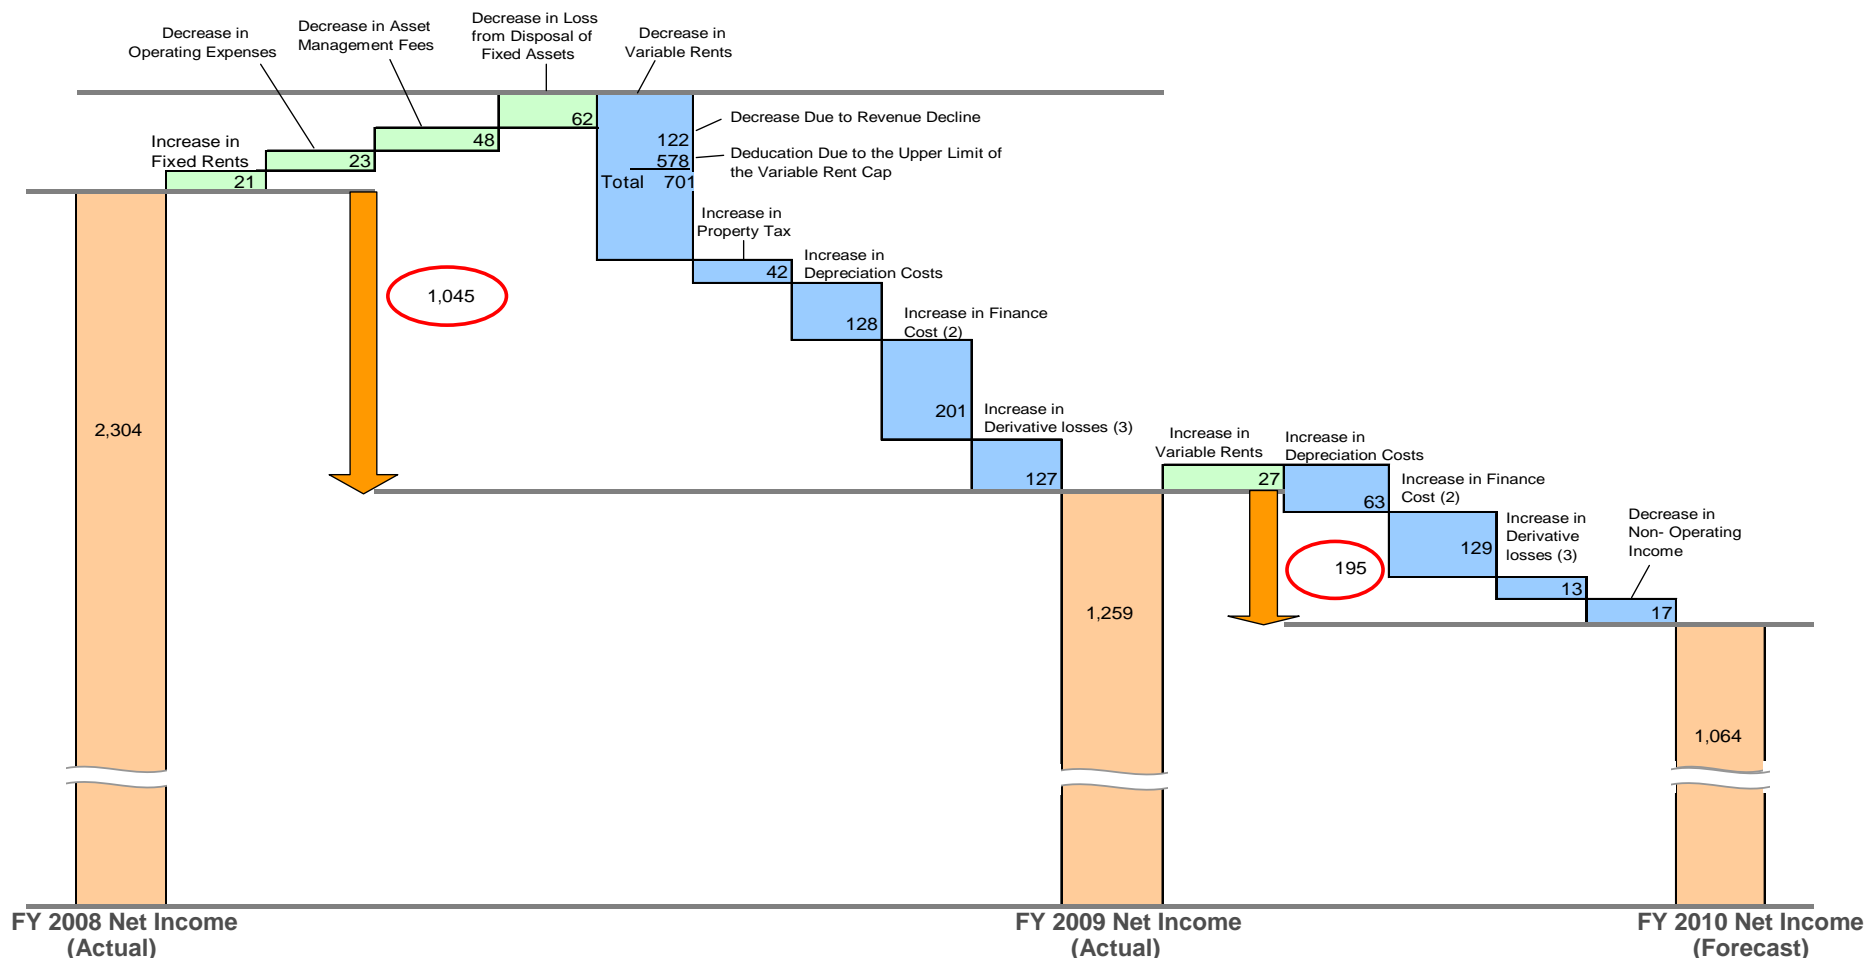 Decrease in
Operating Expenses
Decrease in Asset
Management Fees
Decrease in Loss
from Disposal of
Fixed Assets
Decrease in
Variable Rents
Increase in
Fixed Rents
21
23
48
62
122
578
Total 701
Decrease Due to Revenue Decline
Deducation Due to the Upper Limit of
the Variable Rent Cap
Increase in
Property Tax
42
Increase in
Depreciation Costs
128
Increase in Finance
Cost (2)
201
Increase in
Derivative losses (3)
127
1,045
2,304
Increase in
Variable Rents
27
Increase in
Depreciation Costs
63
Increase in Finance
Cost (2)
129
Increase in
Derivative
losses (3)
13
Decrease in
Non- Operating
Income
17
195
1,259
1,064
FY 2008 Net Income
(Actual)
FY 2009 Net Income
(Actual)
FY 2010 Net Income
(Forecast)